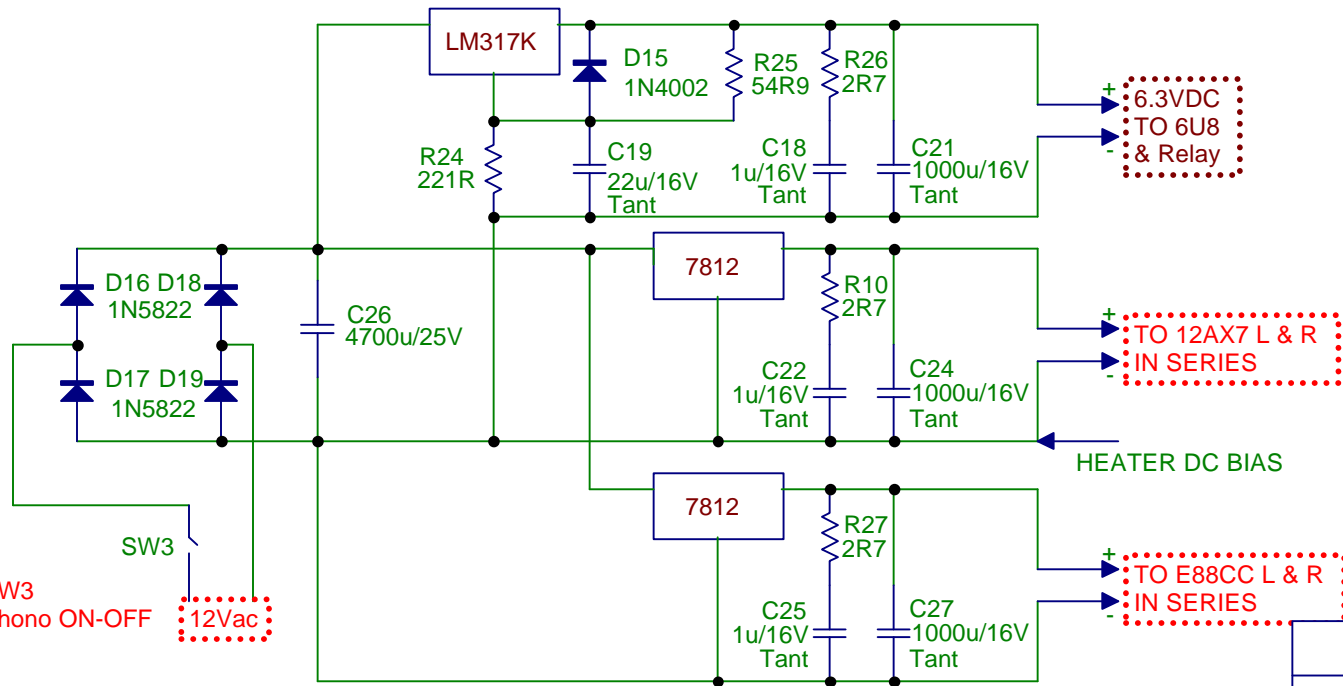 LM317K
D15
1N4002
R25
54R9
R26
2R7
+
6.3VDC
TO 6U8
& Relay
-
R24
221R
C19
22u/16V
Tant
C18
1u/16V
Tant
C21
1000u/16V
Tant
D16 D18
1N5822
C26
4700u/25V
7812
R10
2R7
+
TO 12AX7 L & R
IN SERIES
-
D17 D19
1N5822
C22
1u/16V
Tant
C24
1000u/16V
Tant
HEATER DC BIAS
7812
R27
2R7
SW3
+
TO E88CC L & R
IN SERIES
-
W3
hono ON-OFF
12Vac
C25
1u/16V
Tant
C27
1000u/16V
Tant